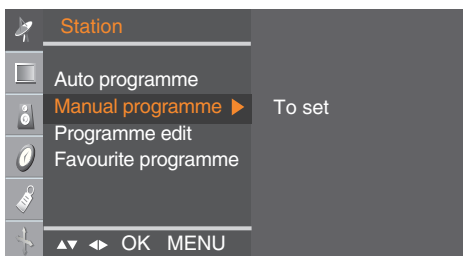 Station
Auto programme
Manual programme ▶ To set
Programme edit
Favourite programme
▲▼ ◀▶ OK MENU